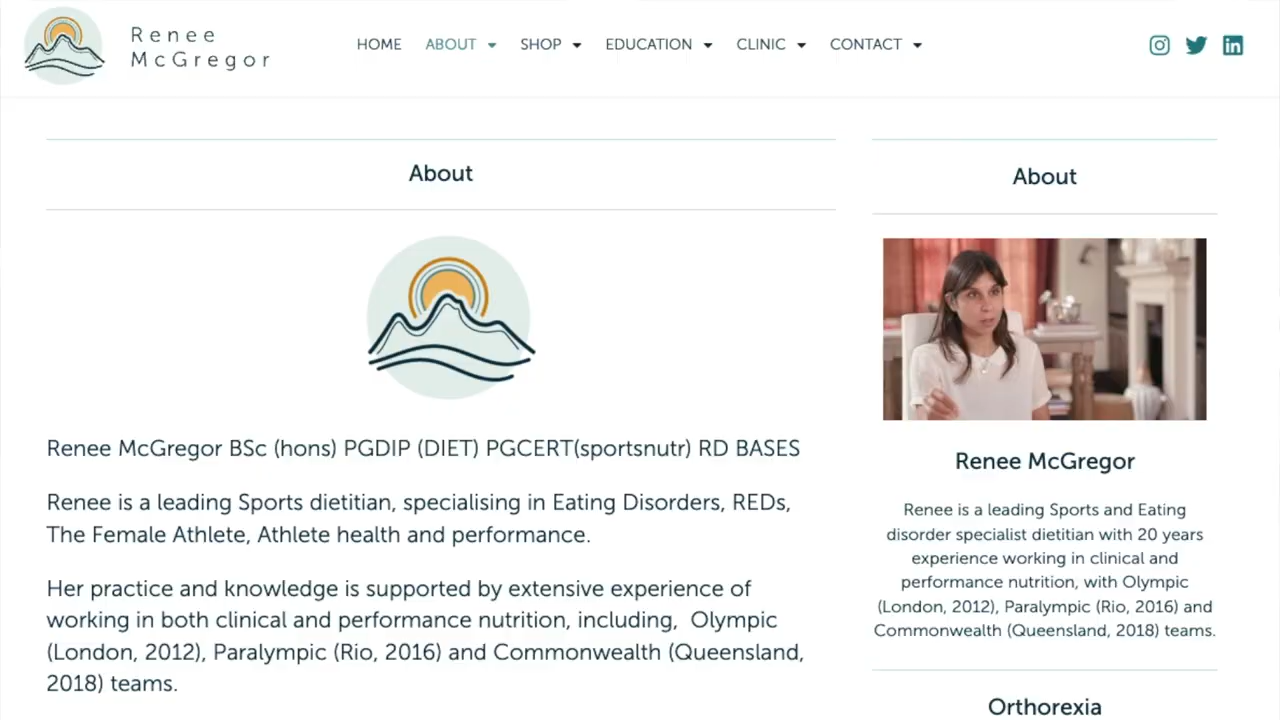 Renee
McGregor
HOME ABOUT SHOP EDUCATION CLINIC CONTACT
About
Renee McGregor BSc (hons) PGDIP (DIET) PGCERT(sportsnutr) RD BASES
Renee is a leading Sports dietitian, specialising in Eating Disorders, REDs,
The Female Athlete, Athlete health and performance.
Her practice and knowledge is supported by extensive experience of
working in both clinical and performance nutrition, including,  Olympic
(London, 2012), Paralympic (Rio, 2016) and Commonwealth (Queensland,
2018) teams.
About
Renee McGregor
Renee is a leading Sports and Eating
disorder specialist dietitian with 20 years
experience working in clinical and
performance nutrition, with Olympic
(London, 2012), Paralympic (Rio, 2016) and
Commonwealth (Queensland, 2018) teams.
Orthorexia